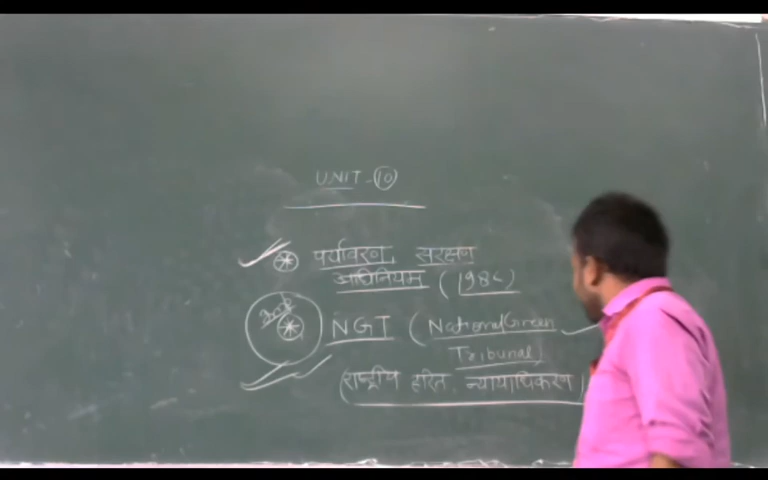 UNIT-10
पर्यावरण संरक्षण
अधिनियम (1986)
NGT (National Green
Tribunal)
(राष्ट्रीय हरित न्यायाधिकरण)